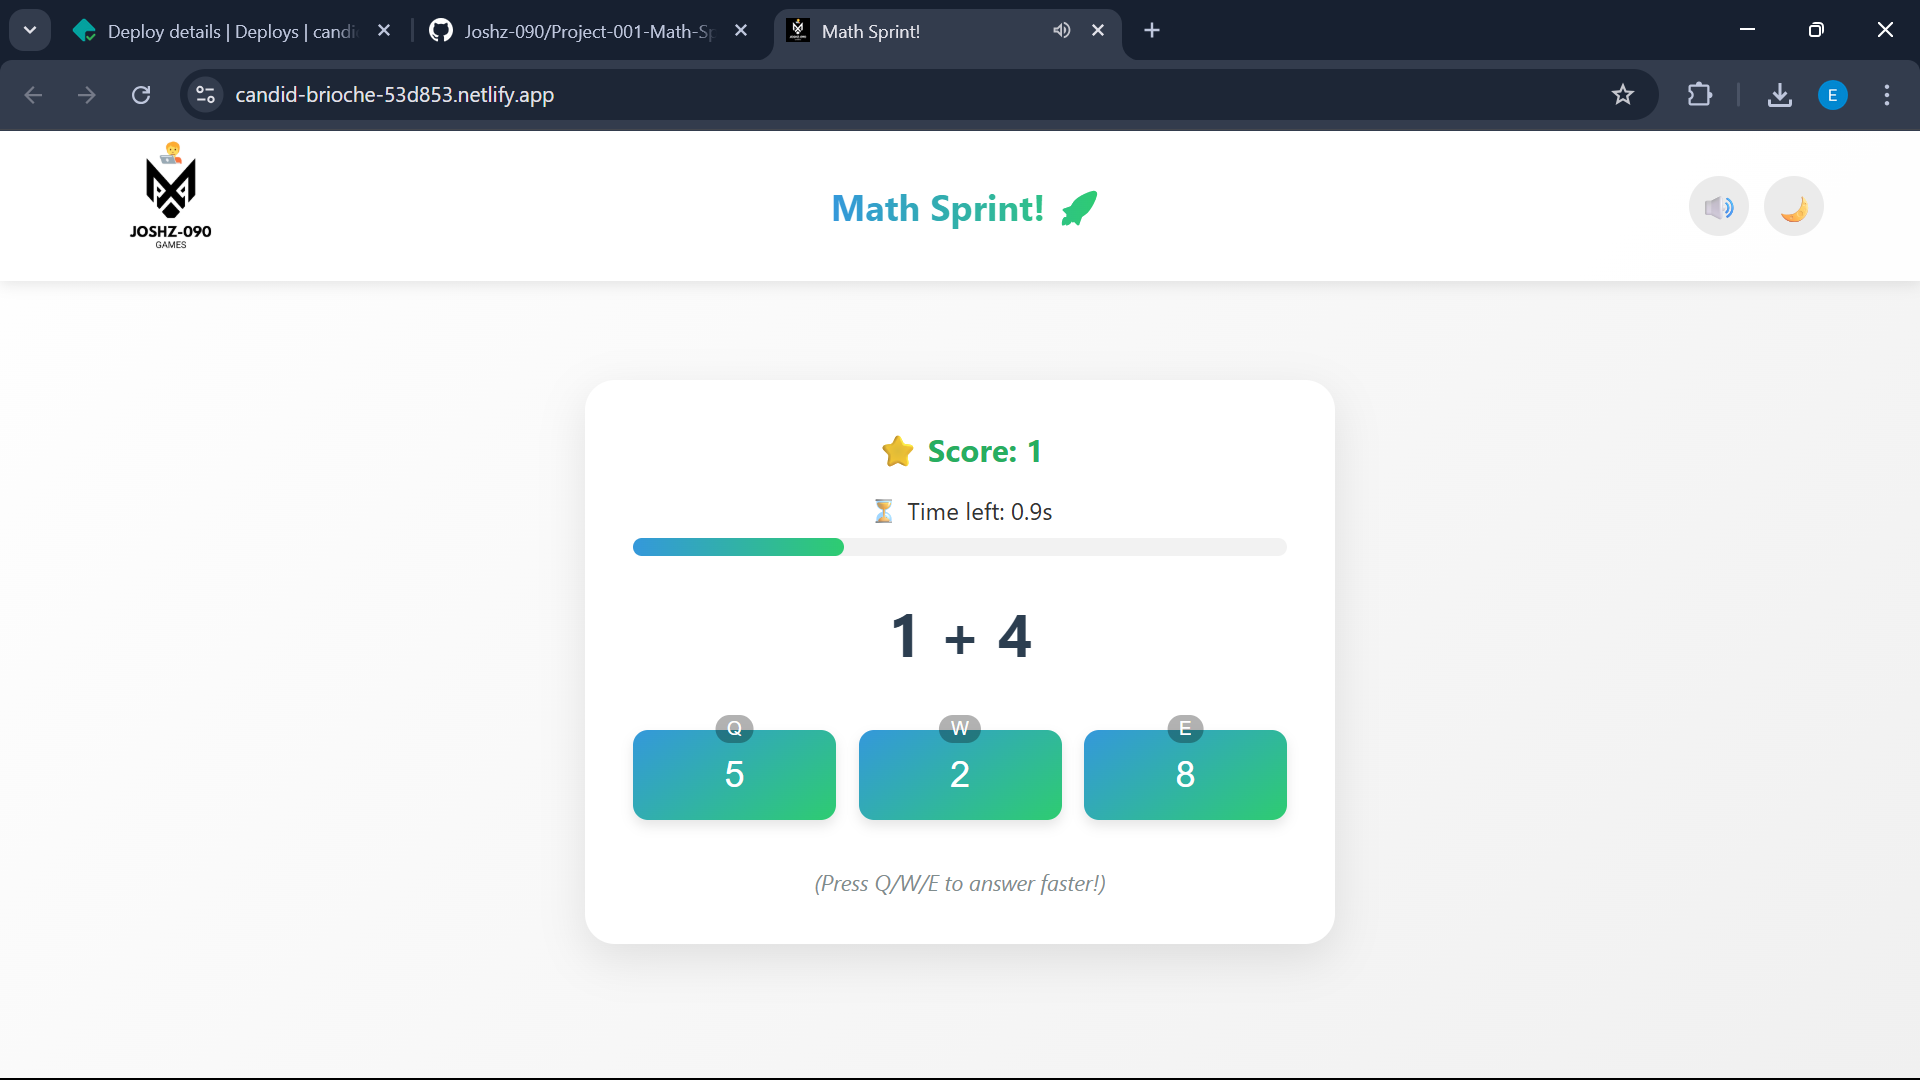 Deploy details | Deploys | candi
Joshz-090/Project-001-Math-Sp
Math Sprint!
candid-brioche-53d853.netlify.app
E
JOSHZ-090
GAMES
Math Sprint! 🚀
⭐ Score: 1
⏳ Time left: 0.9s
1 + 4
Q W E
5 2 8
(Press Q/W/E to answer faster!)